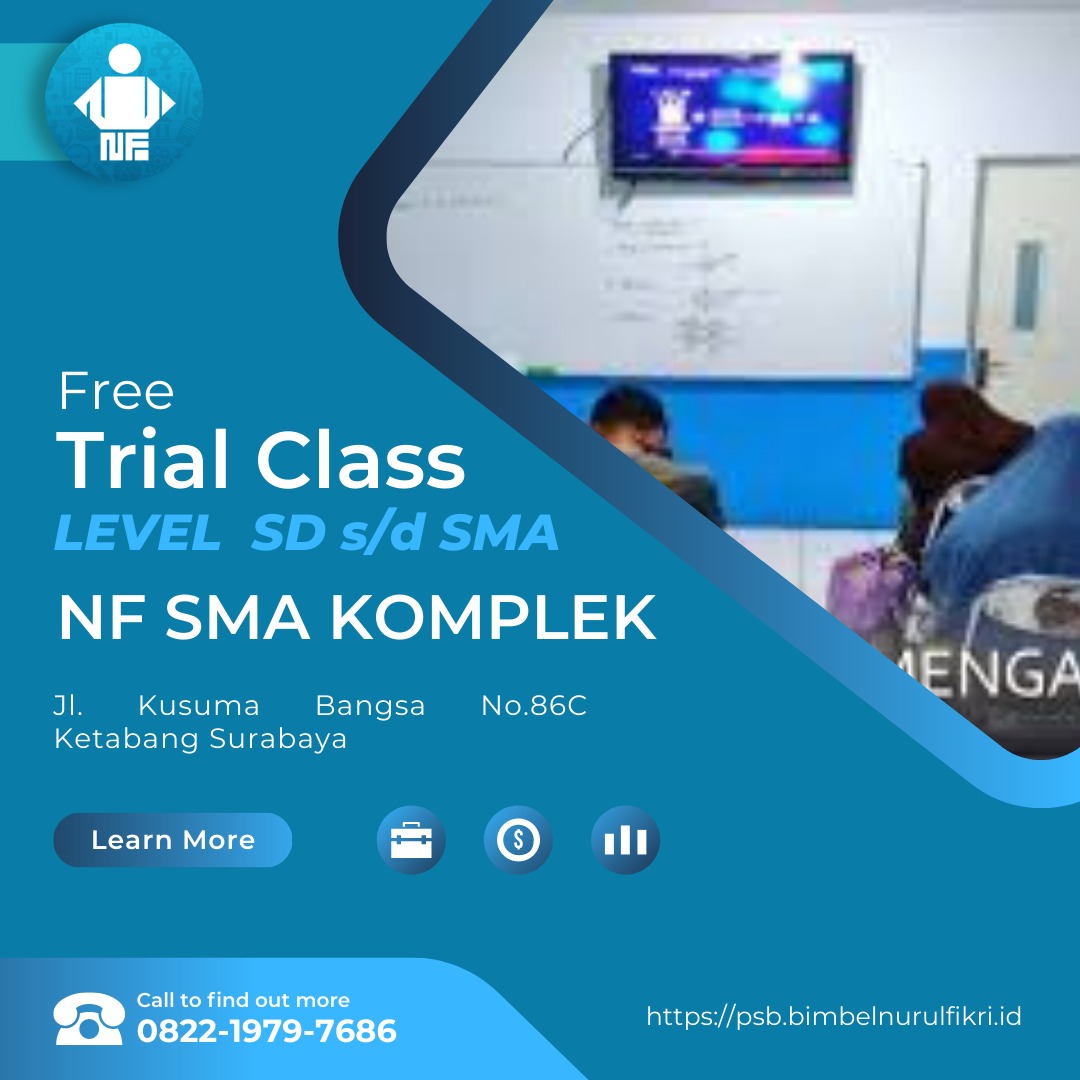 NF
Free
Trial Class
LEVEL SD s/d SMA
NF SMA KOMPLEK
Jl. Kusuma Bangsa No.86C
Ketabang Surabaya
MENGA
Learn More
Call to find out more
0822-1979-7686
https://psb.bimbelnurulfikri.id